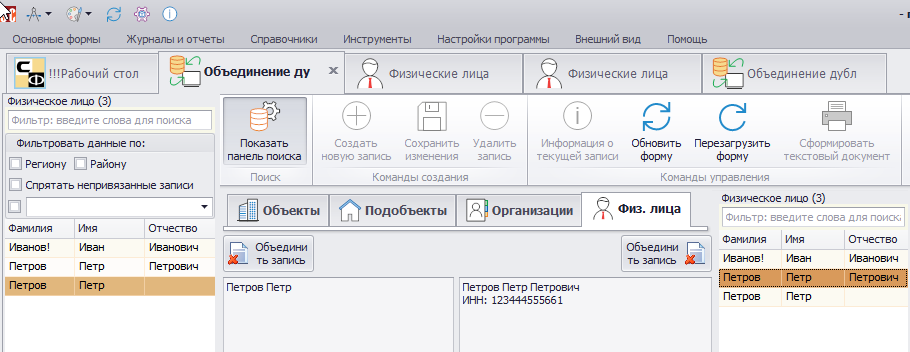 Основные формы Журналы и отчеты Справочники Инструменты Настройки программы Внешний вид Помощь
!!!Рабочий стол Объединение ду Физические лица Физические лица Объединение дубл
Физическое лицо (3)
Фильтр: введите слова для поиска
Фильтровать данные по:
Региону Району
Спрятать непривязанные записи
Фамилия Имя Отчество
Иванов! Иван Иванович
Петров Петр Петрович
Петров Петр
Показать
панель поиска
Поиск
Создать
новую запись
Сохранить
изменения
Удалить
запись
Команды создания
Информация о
текущей записи
Обновить
форму
Перезагрузить
форму
Сформировать
текстовый документ
Команды управления
Объекты Подобъекты Организации Физ. лица
Объедини
ть запись
Объедини
ть запись
Петров Петр
Петров Петр Петрович
ИНН: 123444555661
Физическое лицо (3)
Фильтр: введите слова для поиска
Фамилия Имя Отчество
Иванов! Иван Иванович
Петров Петр Петрович
Петров Петр